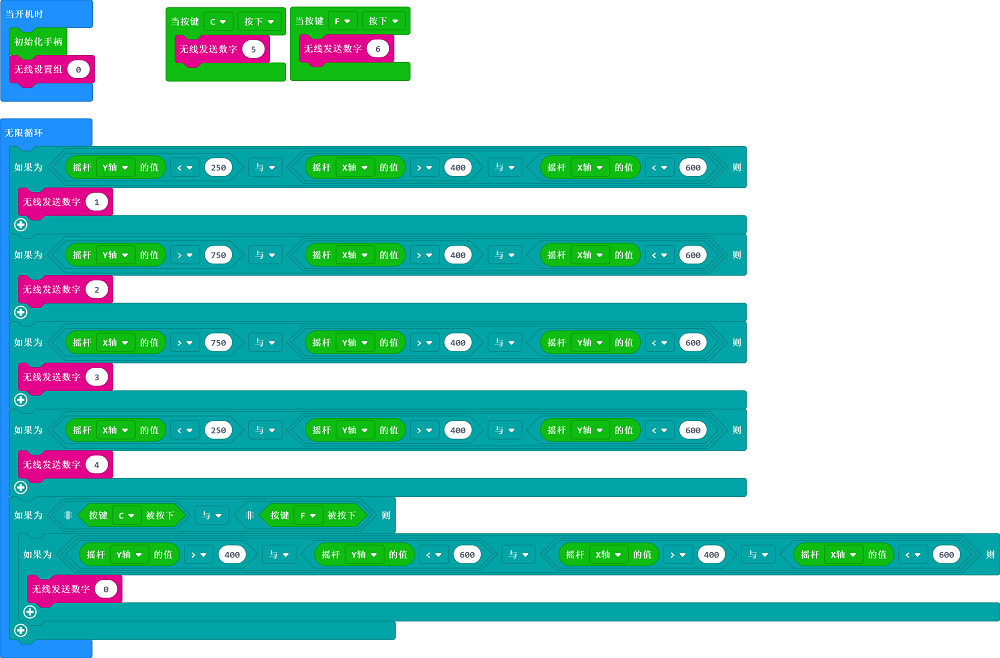 当开机时
初始化手柄
无线设置组 0
当按键 C 按下
无线发送数字 5
当按键 F 按下
无线发送数字 6
无限循环
如果为 摇杆 Y轴 的值 < 250 与 摇杆 X轴 的值 > 400 与 摇杆 X轴 的值 < 600 则
无线发送数字 1
如果为 摇杆 Y轴 的值 > 750 与 摇杆 X轴 的值 > 400 与 摇杆 X轴 的值 < 600 则
无线发送数字 2
如果为 摇杆 X轴 的值 > 750 与 摇杆 Y轴 的值 > 400 与 摇杆 Y轴 的值 < 600 则
无线发送数字 3
如果为 摇杆 X轴 的值 < 250 与 摇杆 Y轴 的值 > 400 与 摇杆 Y轴 的值 < 600 则
无线发送数字 4
如果为 非 按键 C 被按下 与 非 按键 F 被按下 则
如果为 摇杆 Y轴 的值 > 400 与 摇杆 Y轴 的值 < 600 与 摇杆 X轴 的值 > 400 与 摇杆 X轴 的值 < 600 则
无线发送数字 0